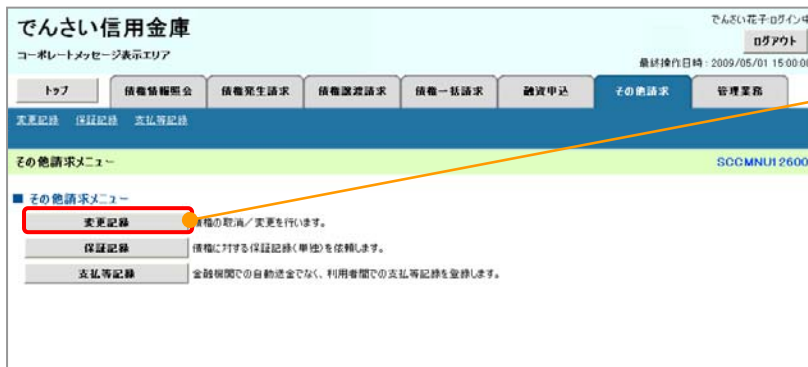 でんさい信用金庫
でんさい花子:ログイン中
コーポレートメッセージ表示エリア
ログアウト
最終操作日時：2009/05/01 15:00:00
トップ 債権情報照会 債権発生請求 債権譲渡請求 債権一括請求 融資申込 その他請求 管理業務
変更記録 保証記録 支払等記録
その他請求メニュー SCCMNU12600
■ その他請求メニュー
変更記録 債権の取消／変更を行います。
保証記録 債権に対する保証記録(単独)を依頼します。
支払等記録 金融機関での自動送金でなく、利用者間での支払等記録を登録します。